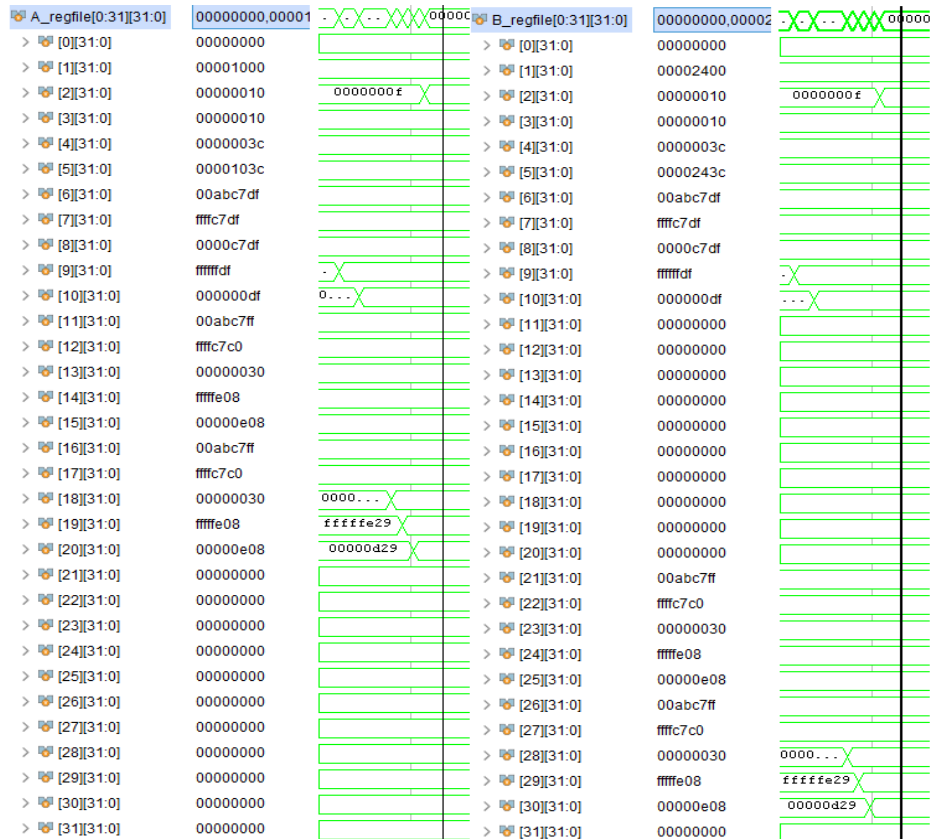 A_regfile[0:31][31:0] 00000000,00001 - - - - 0000C
[0][31:0] 00000000
[1][31:0] 00001000
[2][31:0] 00000010 0000000f
[3][31:0] 00000010
[4][31:0] 0000003c
[5][31:0] 0000103c
[6][31:0] 00abc7df
[7][31:0] ffffc7df
[8][31:0] 0000c7df
[9][31:0] ffffffdf -
[10][31:0] 000000df 0...
[11][31:0] 00abc7ff
[12][31:0] ffffc7c0
[13][31:0] 00000030
[14][31:0] fffffe08
[15][31:0] 00000e08
[16][31:0] 00abc7ff
[17][31:0] ffffc7c0
[18][31:0] 00000030 0000...
[19][31:0] fffffe08 fffffe29
[20][31:0] 00000e08 00000d29
[21][31:0] 00000000
[22][31:0] 00000000
[23][31:0] 00000000
[24][31:0] 00000000
[25][31:0] 00000000
[26][31:0] 00000000
[27][31:0] 00000000
[28][31:0] 00000000
[29][31:0] 00000000
[30][31:0] 00000000
[31][31:0] 00000000
B_regfile[0:31][31:0] 00000000,00002 - - - - 00000
[0][31:0] 00000000
[1][31:0] 00002400
[2][31:0] 00000010 0000000f
[3][31:0] 00000010
[4][31:0] 0000003c
[5][31:0] 0000243c
[6][31:0] 00abc7df
[7][31:0] ffffc7df
[8][31:0] 0000c7df
[9][31:0] ffffffdf -
[10][31:0] 000000df ...
[11][31:0] 00000000
[12][31:0] 00000000
[13][31:0] 00000000
[14][31:0] 00000000
[15][31:0] 00000000
[16][31:0] 00000000
[17][31:0] 00000000
[18][31:0] 00000000
[19][31:0] 00000000
[20][31:0] 00000000
[21][31:0] 00abc7ff
[22][31:0] ffffc7c0
[23][31:0] 00000030
[24][31:0] fffffe08
[25][31:0] 00000e08
[26][31:0] 00abc7ff
[27][31:0] ffffc7c0
[28][31:0] 00000030 0000...
[29][31:0] fffffe08 fffffe29
[30][31:0] 00000e08 00000d29
[31][31:0] 00000000